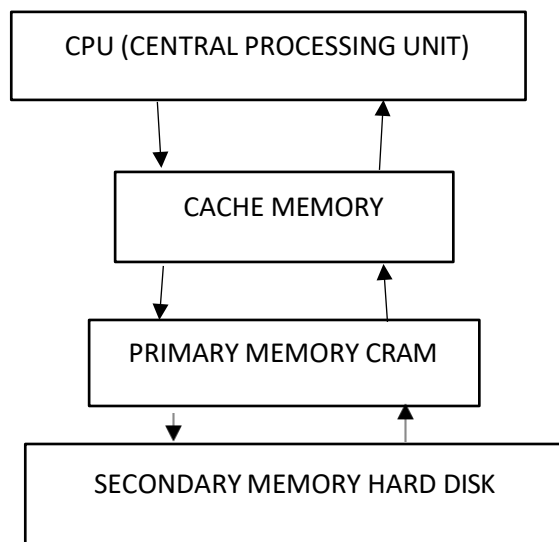 CPU (CENTRAL PROCESSING UNIT)
CACHE MEMORY
PRIMARY MEMORY CRAM
SECONDARY MEMORY HARD DISK